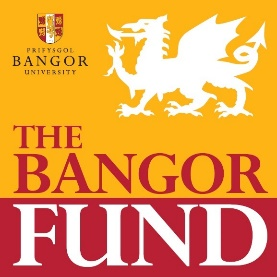 PRIFYSGOL
BANGOR
UNIVERSITY
THE
BANGOR
FUND